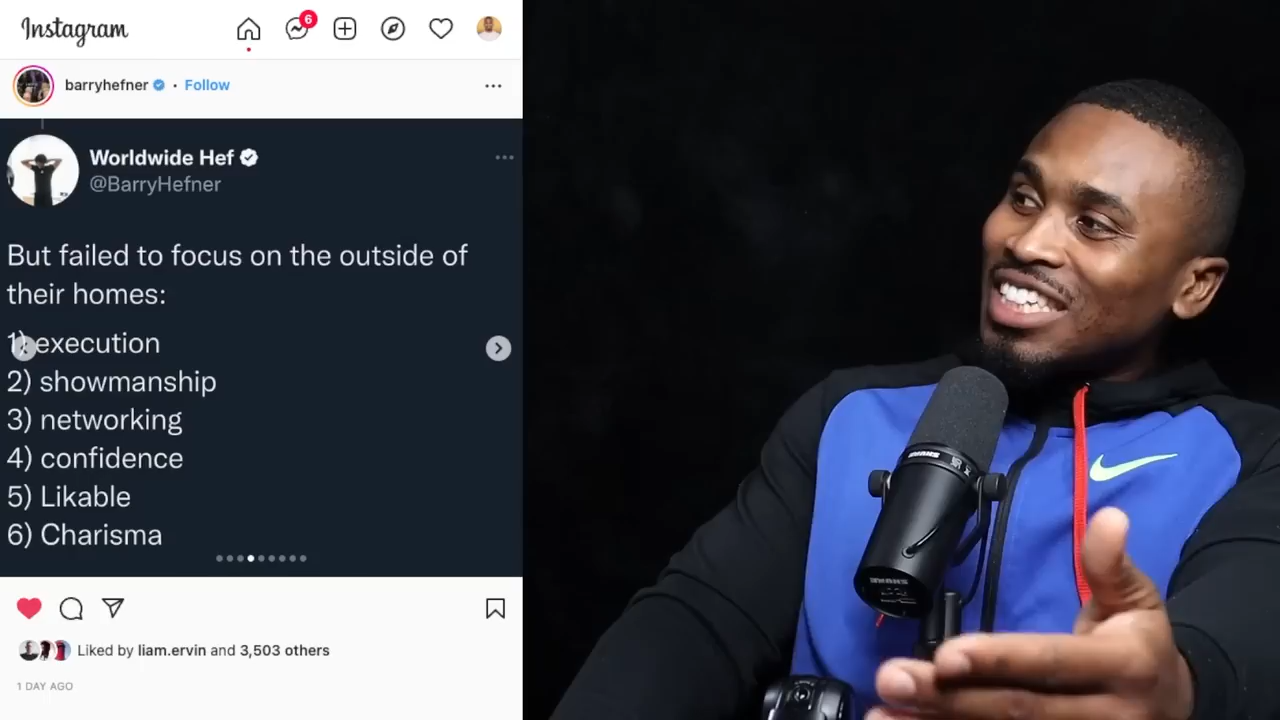 Instagram
6
barryhefner • Follow
Worldwide Hef
@BarryHefner
But failed to focus on the outside of
their homes:
1) execution
2) showmanship
3) networking
4) confidence
5) Likable
6) Charisma
Liked by liam.ervin and 3,503 others
1 DAY AGO
SHURE